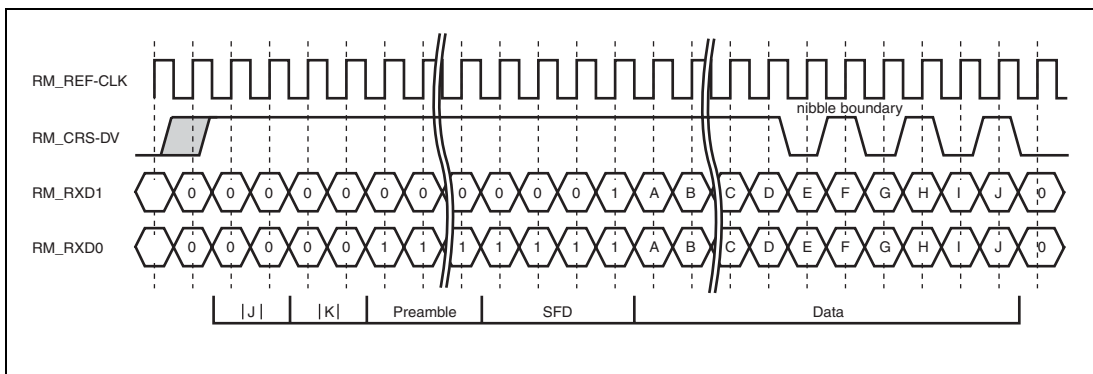 RM_REF-CLK
nibble boundary
RM_CRS-DV
RM_RXD1 0 0 0 0 0 0 0 0 0 0 0 1 A B C D E F G H I J 0
RM_RXD0 0 0 0 0 0 1 1 1 1 1 1 1 A B C D E F G H I J 0
|J| |K| Preamble SFD Data